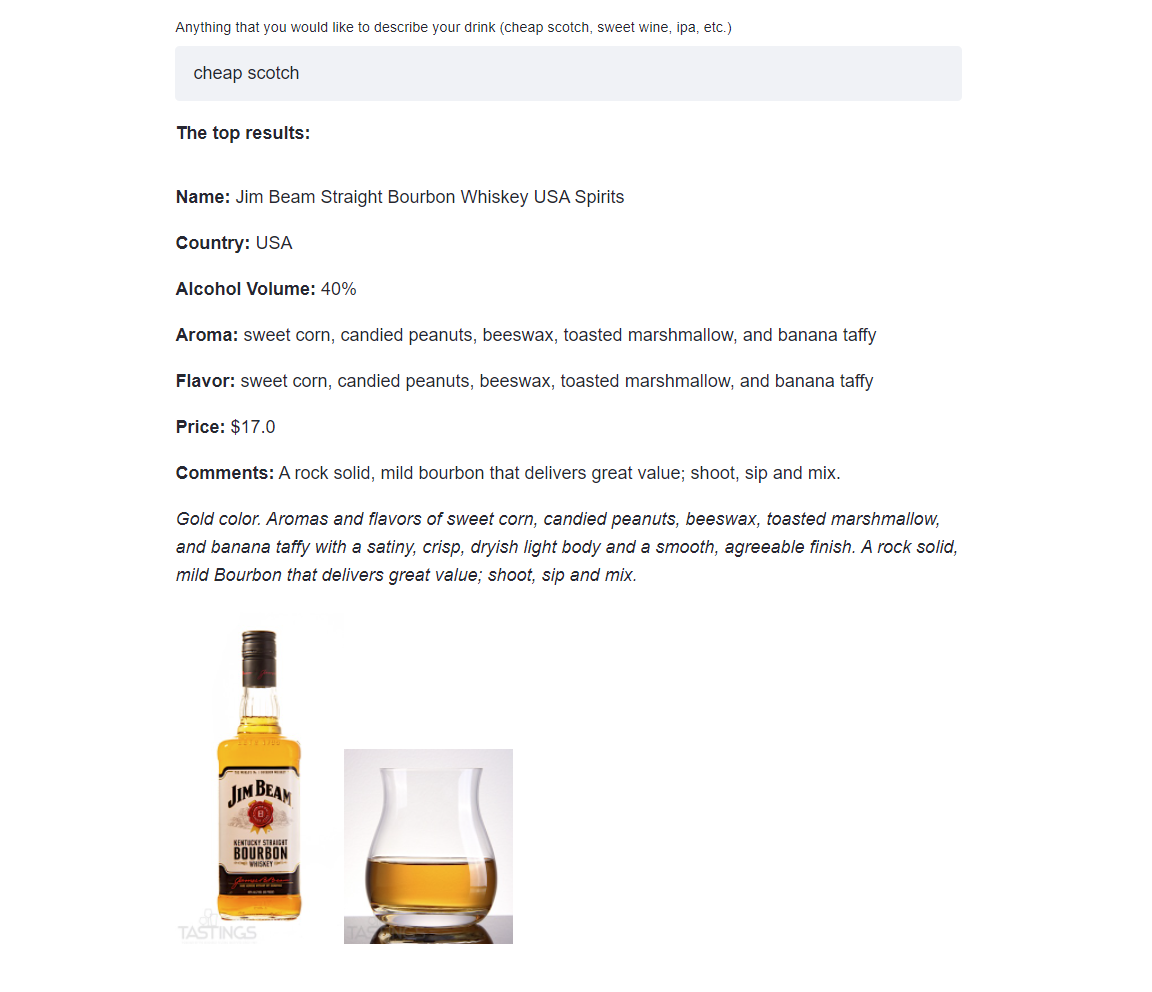 Anything that you would like to describe your drink (cheap scotch, sweet wine, ipa, etc.)
cheap scotch
The top results:
Name: Jim Beam Straight Bourbon Whiskey USA Spirits
Country: USA
Alcohol Volume: 40%
Aroma: sweet corn, candied peanuts, beeswax, toasted marshmallow, and banana taffy
Flavor: sweet corn, candied peanuts, beeswax, toasted marshmallow, and banana taffy
Price: $17.0
Comments: A rock solid, mild bourbon that delivers great value; shoot, sip and mix.
Gold color. Aromas and flavors of sweet corn, candied peanuts, beeswax, toasted marshmallow,
and banana taffy with a satiny, crisp, dryish light body and a smooth, agreeable finish. A rock solid,
mild Bourbon that delivers great value; shoot, sip and mix.
JIM BEAM
KENTUCKY STRAIGHT
BOURBON
WHISKEY
TASTINGS
TASTINGS